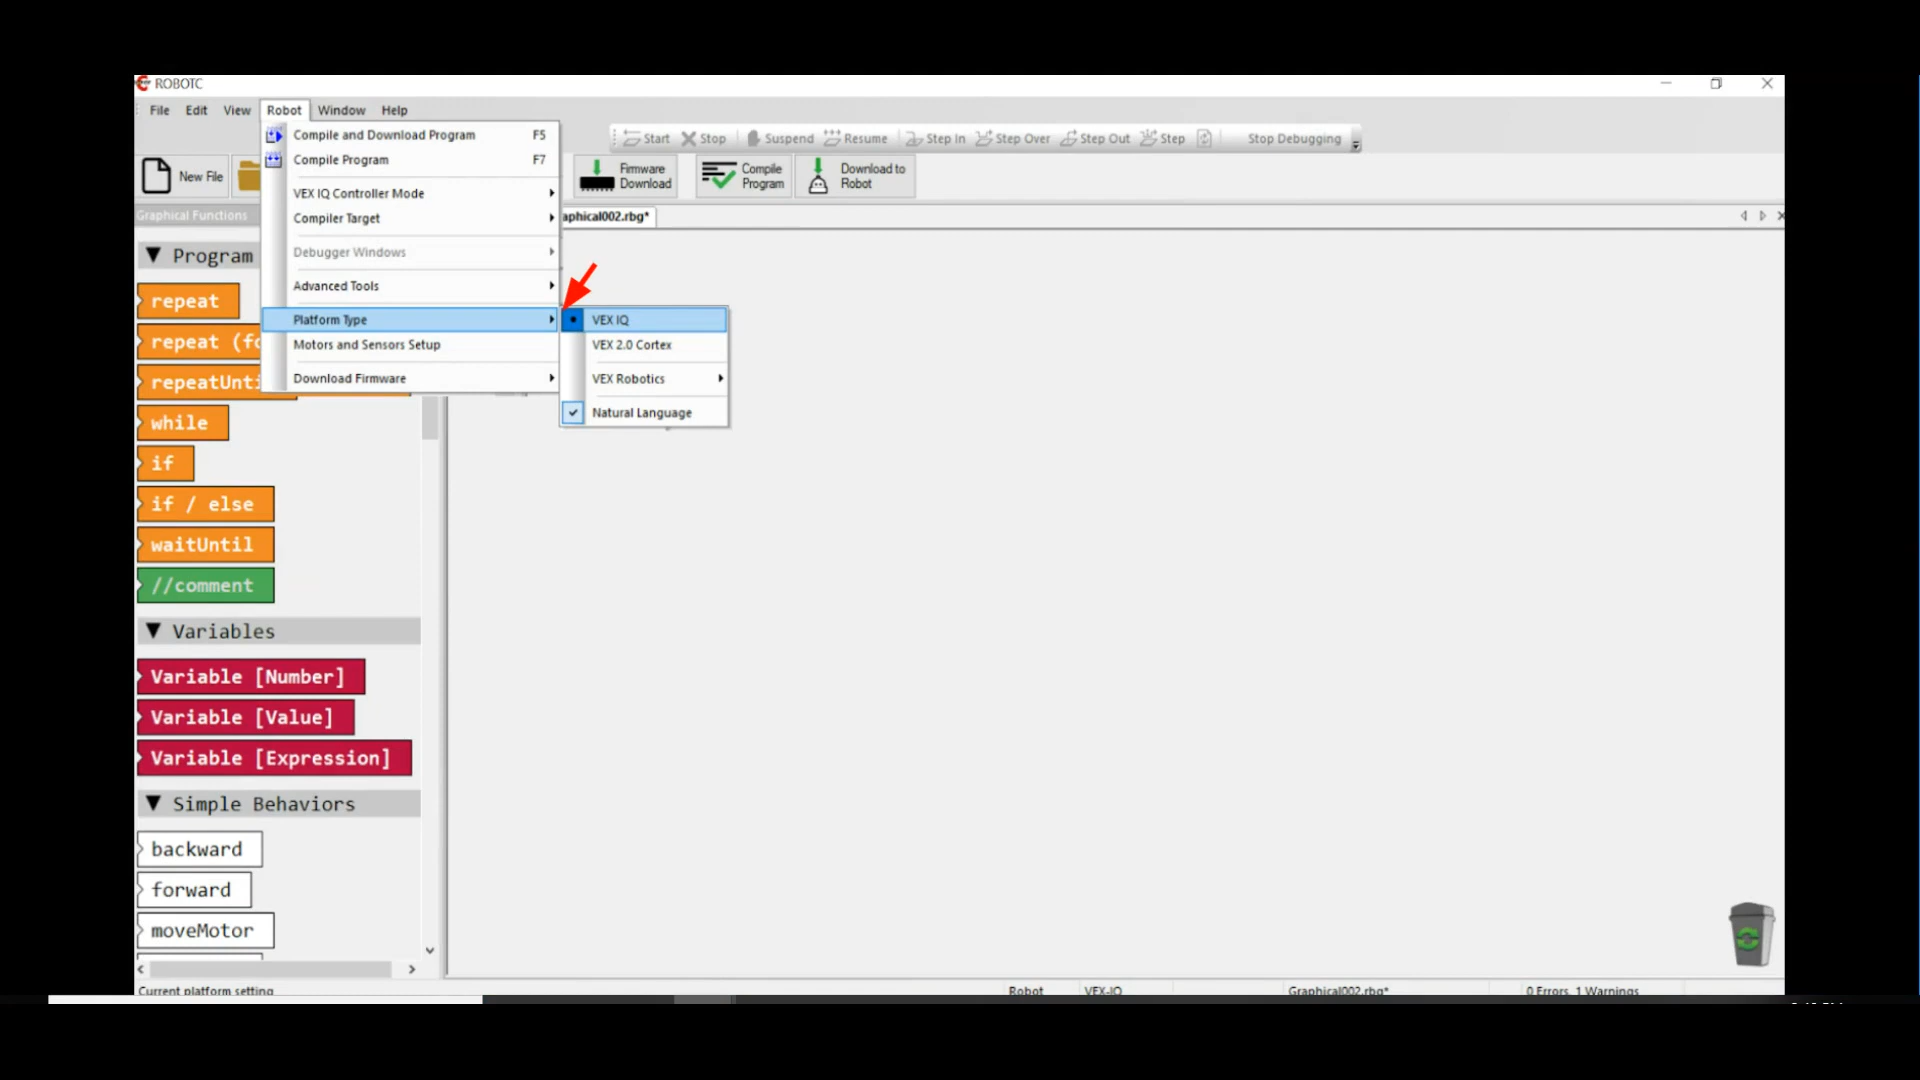 ROBOTC
File Edit View Robot Window Help
Compile and Download Program F5
Compile Program F7
VEX IQ Controller Mode
Compiler Target
Debugger Windows
Advanced Tools
Platform Type
Motors and Sensors Setup
Download Firmware
VEX IQ
VEX 2.0 Cortex
VEX Robotics
Natural Language
Start Stop Suspend Resume Step In Step Over Step Out Step Stop Debugging
New File
Firmware
Download
Compile
Program
Download to
Robot
Graphical Functions
aphical002.rbg*
Program
repeat
repeat (fo
repeatUnti
while
if
if / else
waitUntil
//comment
Variables
Variable [Number]
Variable [Value]
Variable [Expression]
Simple Behaviors
backward
forward
moveMotor
Current platform setting Robot VEX-IQ Graphical002.rbg* 0 Errors, 1 Warnings